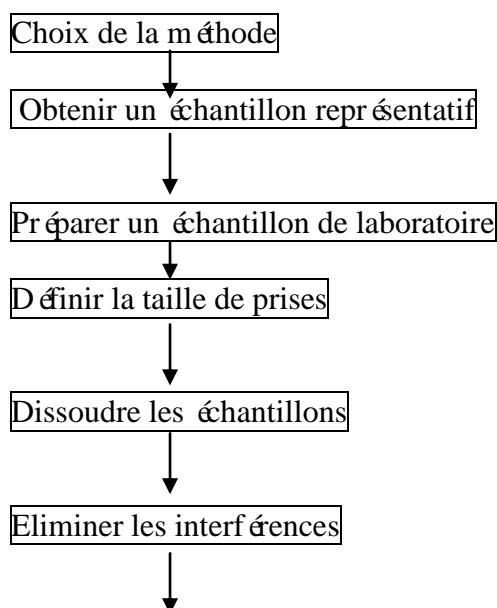 Choix de la méthode
Obtenir un échantillon représentatif
Préparer un échantillon de laboratoire
Définir la taille de prises
Dissoudre les échantillons
Eliminer les interférences